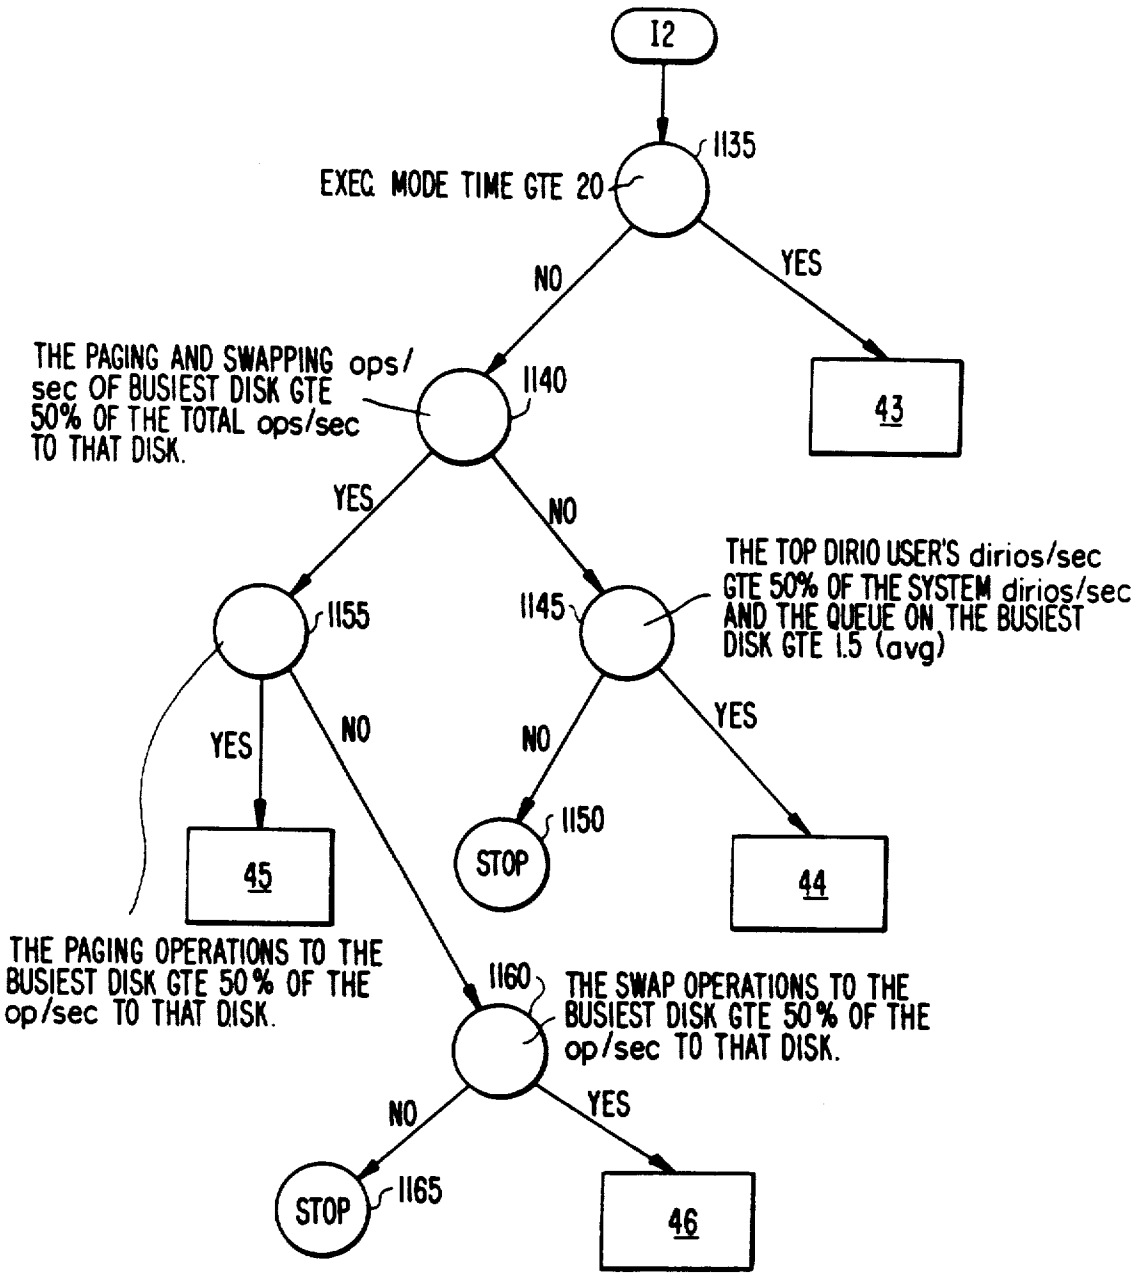 I2
1135
EXEC. MODE TIME GTE 20
NO
YES
THE PAGING AND SWAPPING ops/
sec OF BUSIEST DISK GTE
50% OF THE TOTAL ops/sec
TO THAT DISK.
1140
43
YES
NO
THE TOP DIRIO USER'S dirios/sec
GTE 50% OF THE SYSTEM dirios/sec
AND THE QUEUE ON THE BUSIEST
DISK GTE 1.5 (avg)
1155
1145
YES
NO
NO
YES
1150
STOP
45
44
THE PAGING OPERATIONS TO THE
BUSIEST DISK GTE 50% OF THE
op/sec TO THAT DISK.
1160
THE SWAP OPERATIONS TO THE
BUSIEST DISK GTE 50% OF THE
op/sec TO THAT DISK.
NO
YES
1165
STOP
46